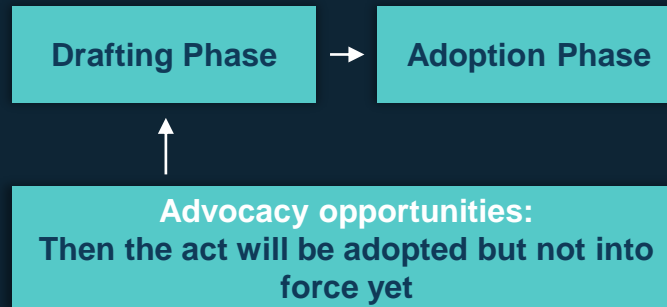 Drafting Phase
Adoption Phase
Advocacy opportunities:
Then the act will be adopted but not into
force yet